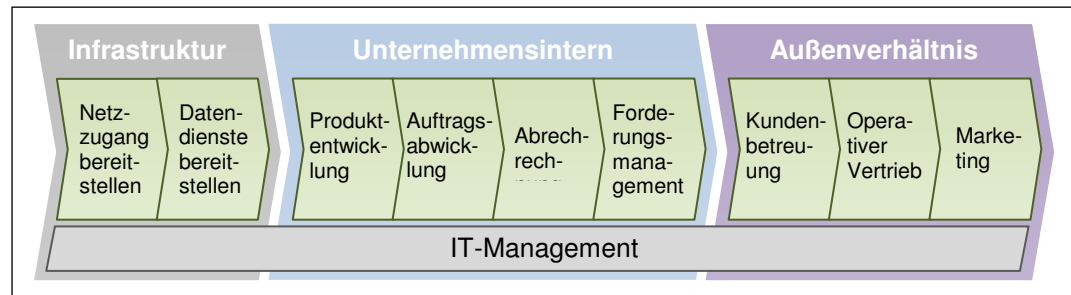 Infrastruktur
Unternehmensintern
Außenverhältnis
Netz-
zugang
bereit-
stellen
Daten-
dienste
bereit-
stellen
Produkt-
entwick-
lung
Auftrags-
abwick-
lung
Abrech-
rech-
Forde-
rungs-
mana-
gement
Kunden-
betreu-
ung
Opera-
tiver
Vertrieb
Marke-
ting
IT-Management